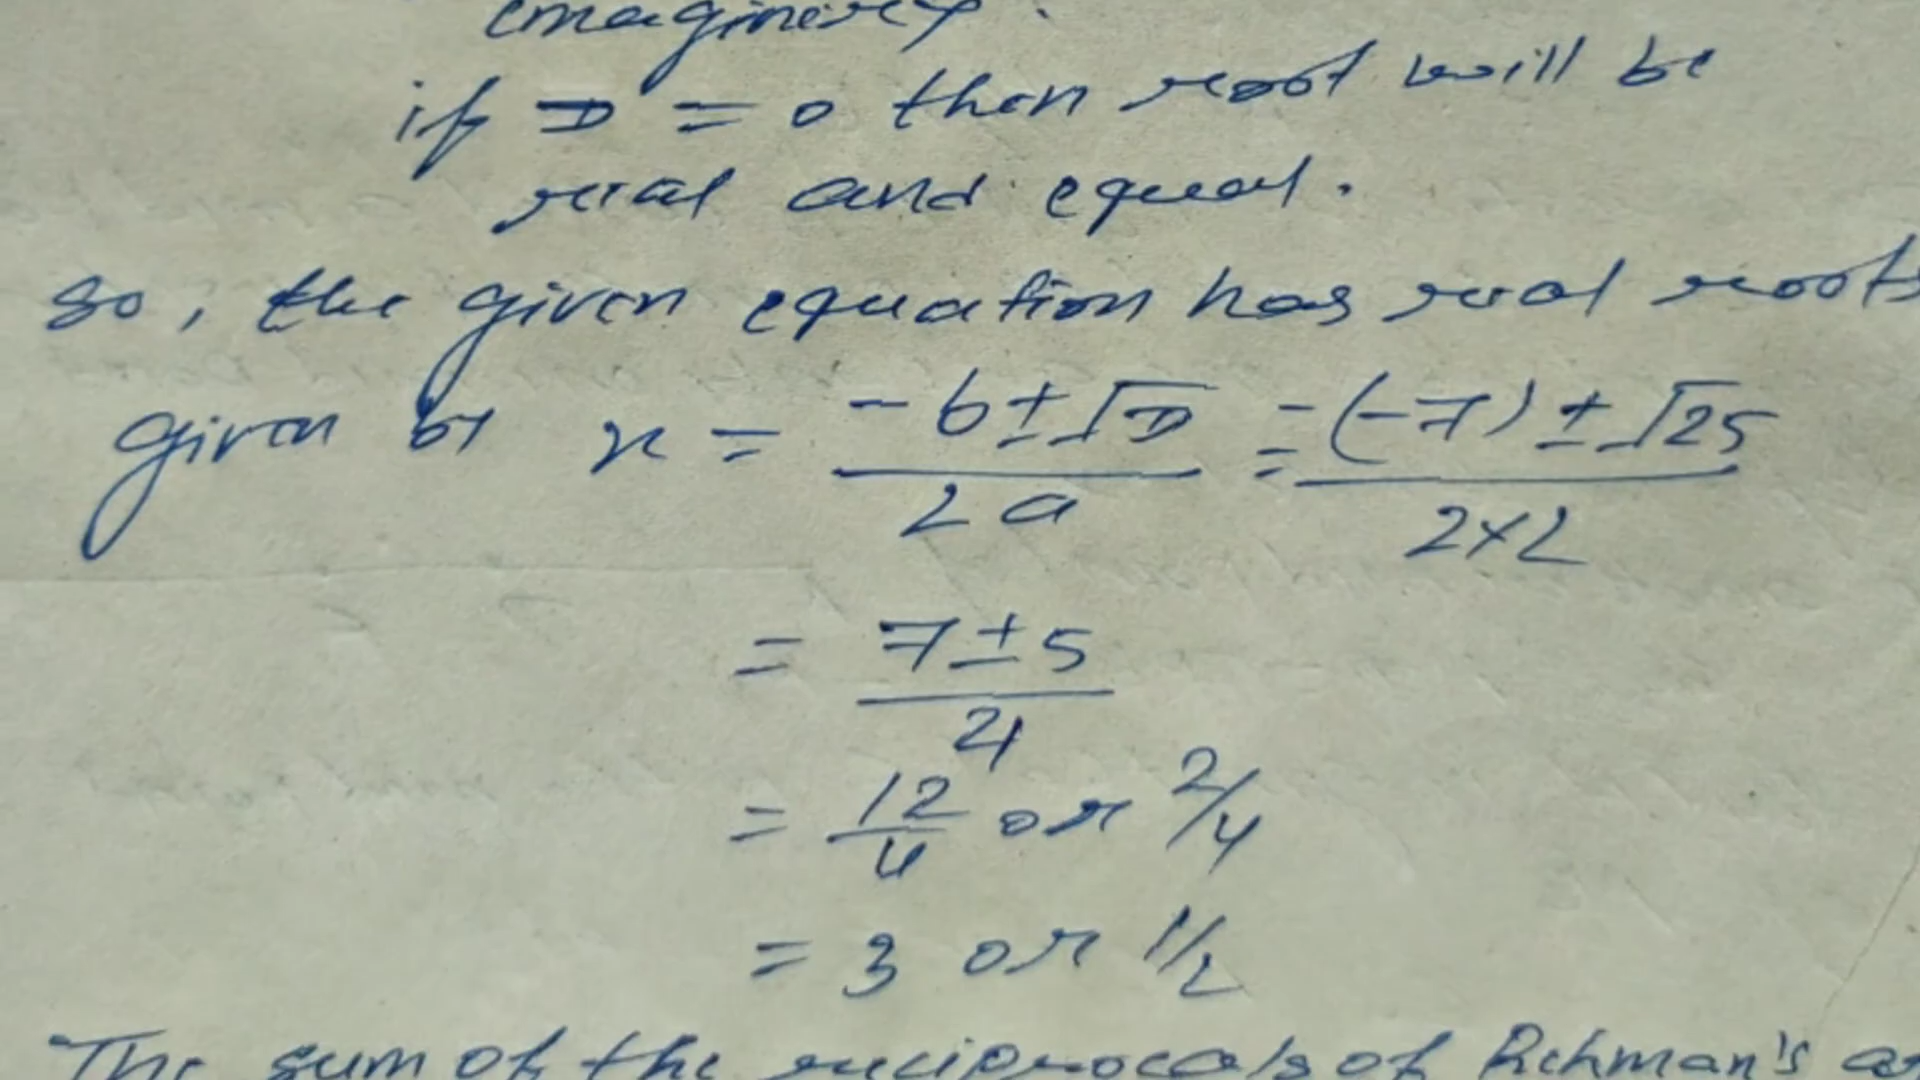 imaginary.
if D = 0 then root will be
real and equal.
So, the given equation has real roots
given by x = -b±√D / 2a = -(-7)±√25 / 2×2
= 7±5 / 4
= 12/4 or 2/4
= 3 or 1/2
The sum of the reciprocals of Rehman's